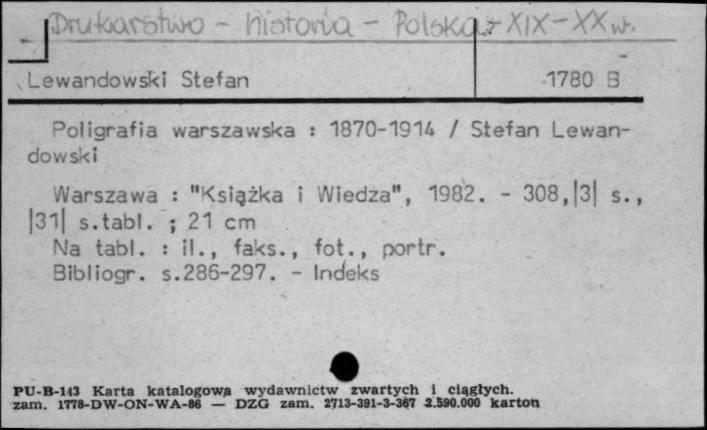 Drukarstwo - historia - Polska - XIX-XX w.
Lewandowski Stefan 1780 B
Poligrafia warszawska : 1870-1914 / Stefan Lewan-
dowski
Warszawa : "Książka i Wiedza", 1982. - 308,|3| s.,
|31| s.tabl. ; 21 cm
Na tabl. : il., faks., fot., portr.
Bibliogr. s.286-297. - Indeks
PU-B-143 Karta katalogowa wydawnictw zwartych i ciągłych.
zam. 1778-DW-ON-WA-86 — DZG zam. 2713-391-3-367 2.590.000 karton